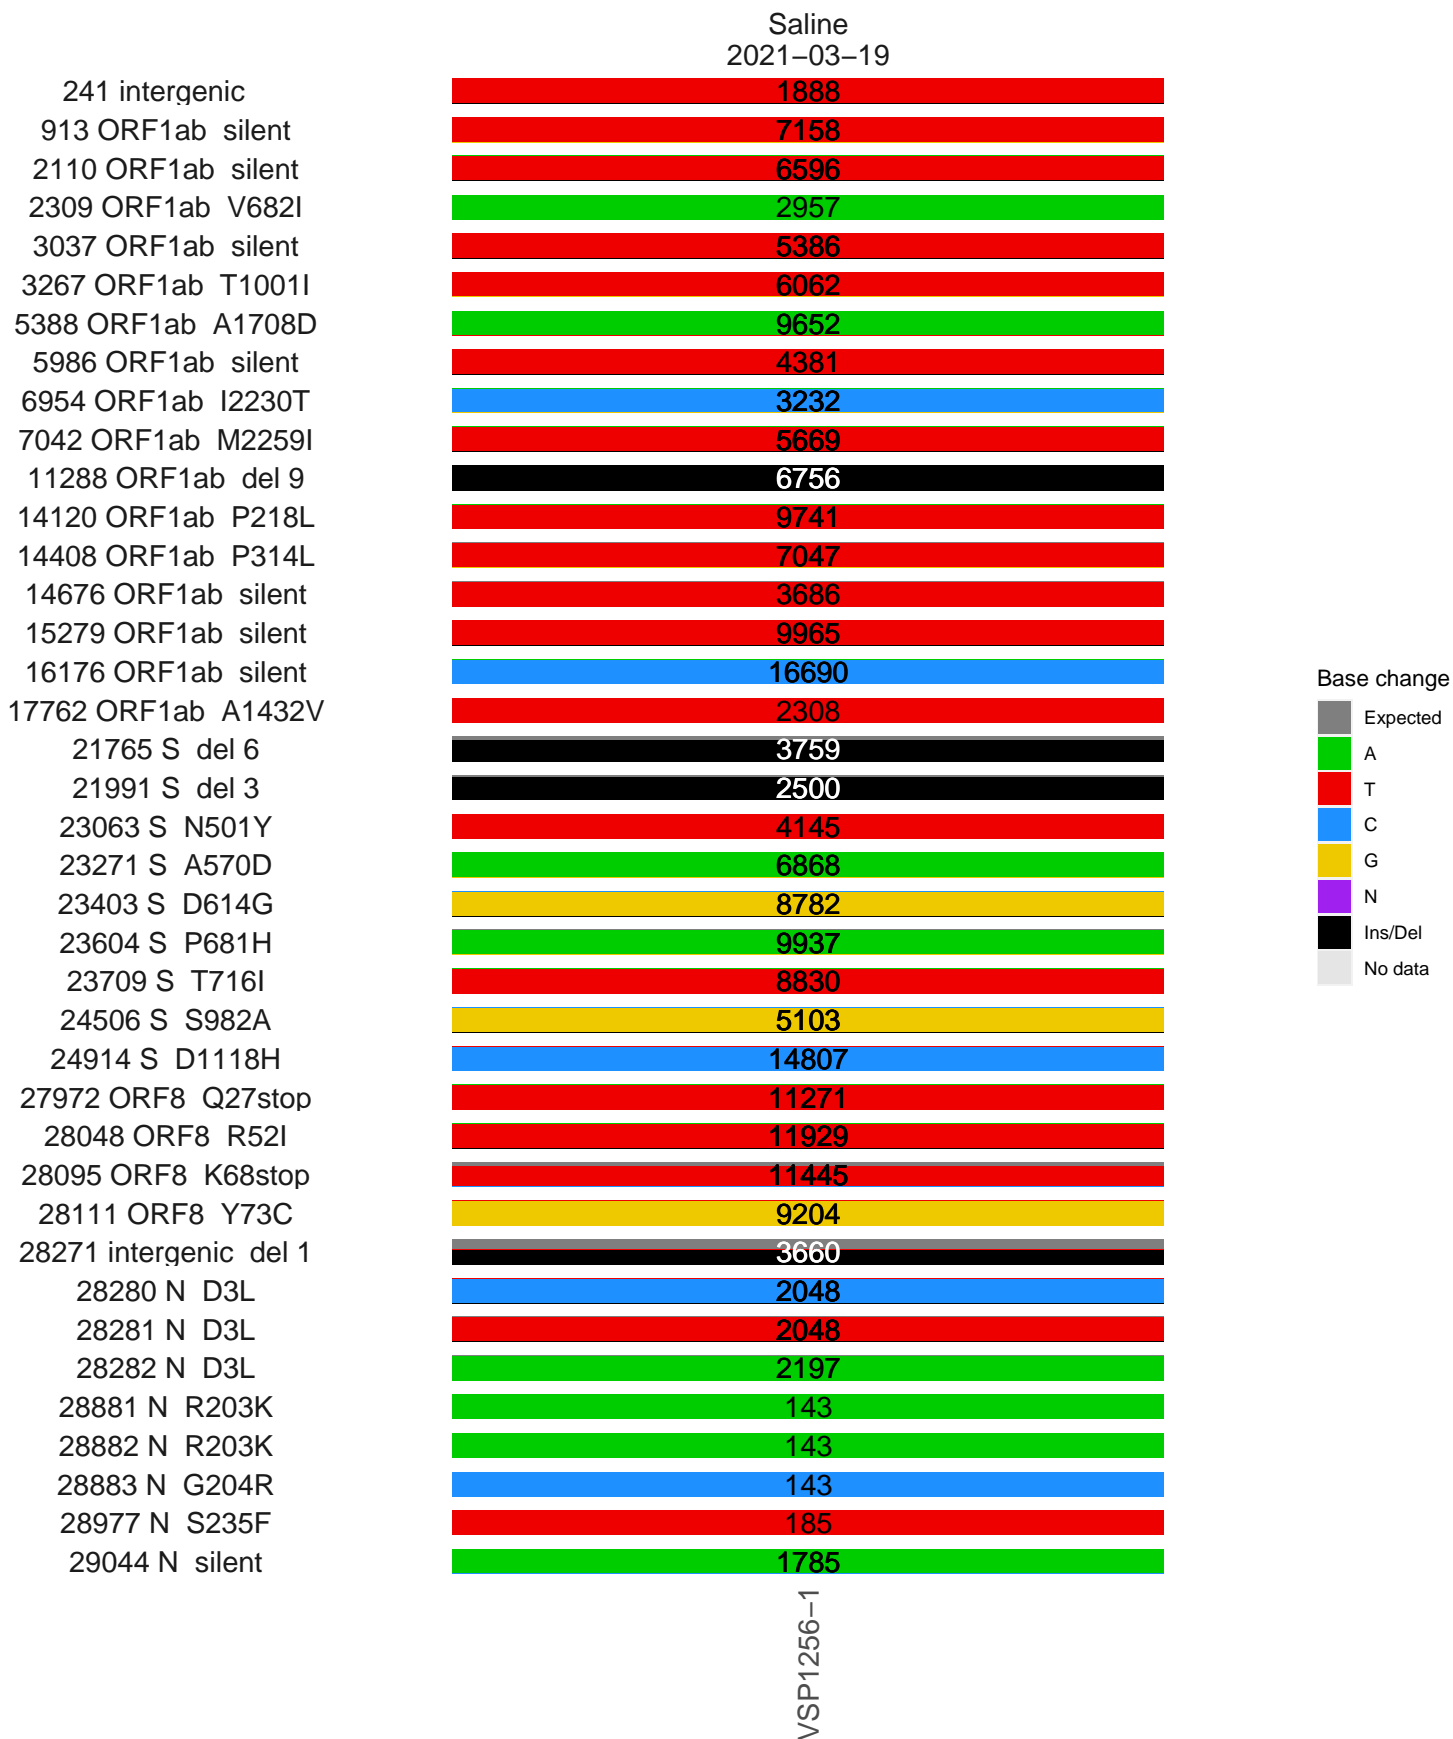 Saline
2021−03−19
241 intergenic 1888
913 ORF1ab silent 7158
2110 ORF1ab silent 6596
2309 ORF1ab V682I 2957
3037 ORF1ab silent 5386
3267 ORF1ab T1001I 6062
5388 ORF1ab A1708D 9652
5986 ORF1ab silent 4381
6954 ORF1ab I2230T 3232
7042 ORF1ab M2259I 5669
11288 ORF1ab del 9 6756
14120 ORF1ab P218L 9741
14408 ORF1ab P314L 7047
14676 ORF1ab silent 3686
15279 ORF1ab silent 9965
16176 ORF1ab silent 16690
17762 ORF1ab A1432V 2308
21765 S del 6 3759
21991 S del 3 2500
23063 S N501Y 4145
23271 S A570D 6868
23403 S D614G 8782
23604 S P681H 9937
23709 S T716I 8830
24506 S S982A 5103
24914 S D1118H 14807
27972 ORF8 Q27stop 11271
28048 ORF8 R52I 11929
28095 ORF8 K68stop 11445
28111 ORF8 Y73C 9204
28271 intergenic del 1 3660
28280 N D3L 2048
28281 N D3L 2048
28282 N D3L 2197
28881 N R203K 143
28882 N R203K 143
28883 N G204R 143
28977 N S235F 185
29044 N silent 1785
VSP1256−1
Base change
Expected
A
T
C
G
N
Ins/Del
No data